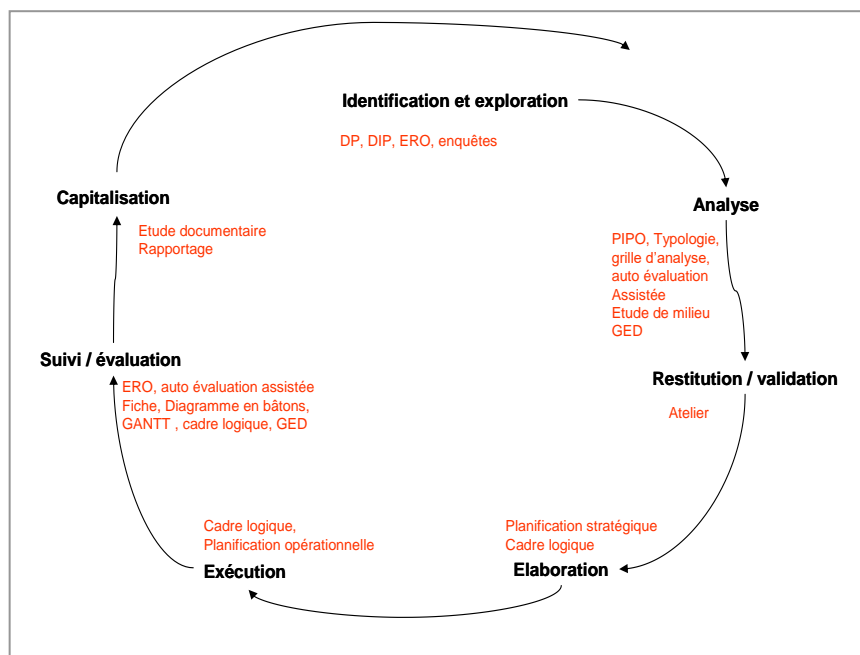 Identification et exploration
DP, DIP, ERO, enquêtes
Analyse
PIPO, Typologie,
grille d'analyse,
auto évaluation
Assistée
Etude de milieu
GED
Restitution / validation
Atelier
Planification stratégique
Cadre logique
Elaboration
Cadre logique,
Planification opérationnelle
Exécution
Suivi / évaluation
ERO, auto évaluation assistée
Fiche, Diagramme en bâtons,
GANTT , cadre logique, GED
Capitalisation
Etude documentaire
Rapportage